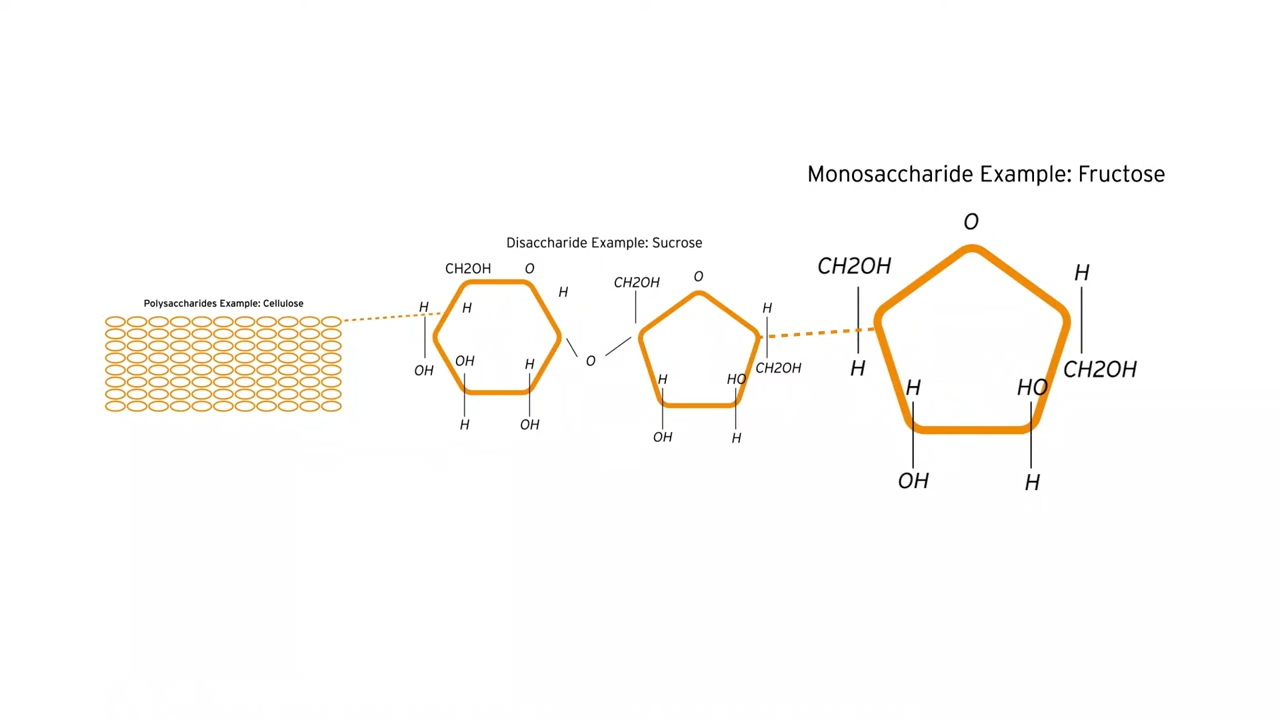 Monosaccharide Example: Fructose
O
CH2OH
H
H
CH2OH
H
HO
OH
H
Disaccharide Example: Sucrose
CH2OH
O
H
H
H
OH
OH
H
H
OH
O
CH2OH
O
H
CH2OH
H
HO
OH
H
Polysaccharides Example: Cellulose